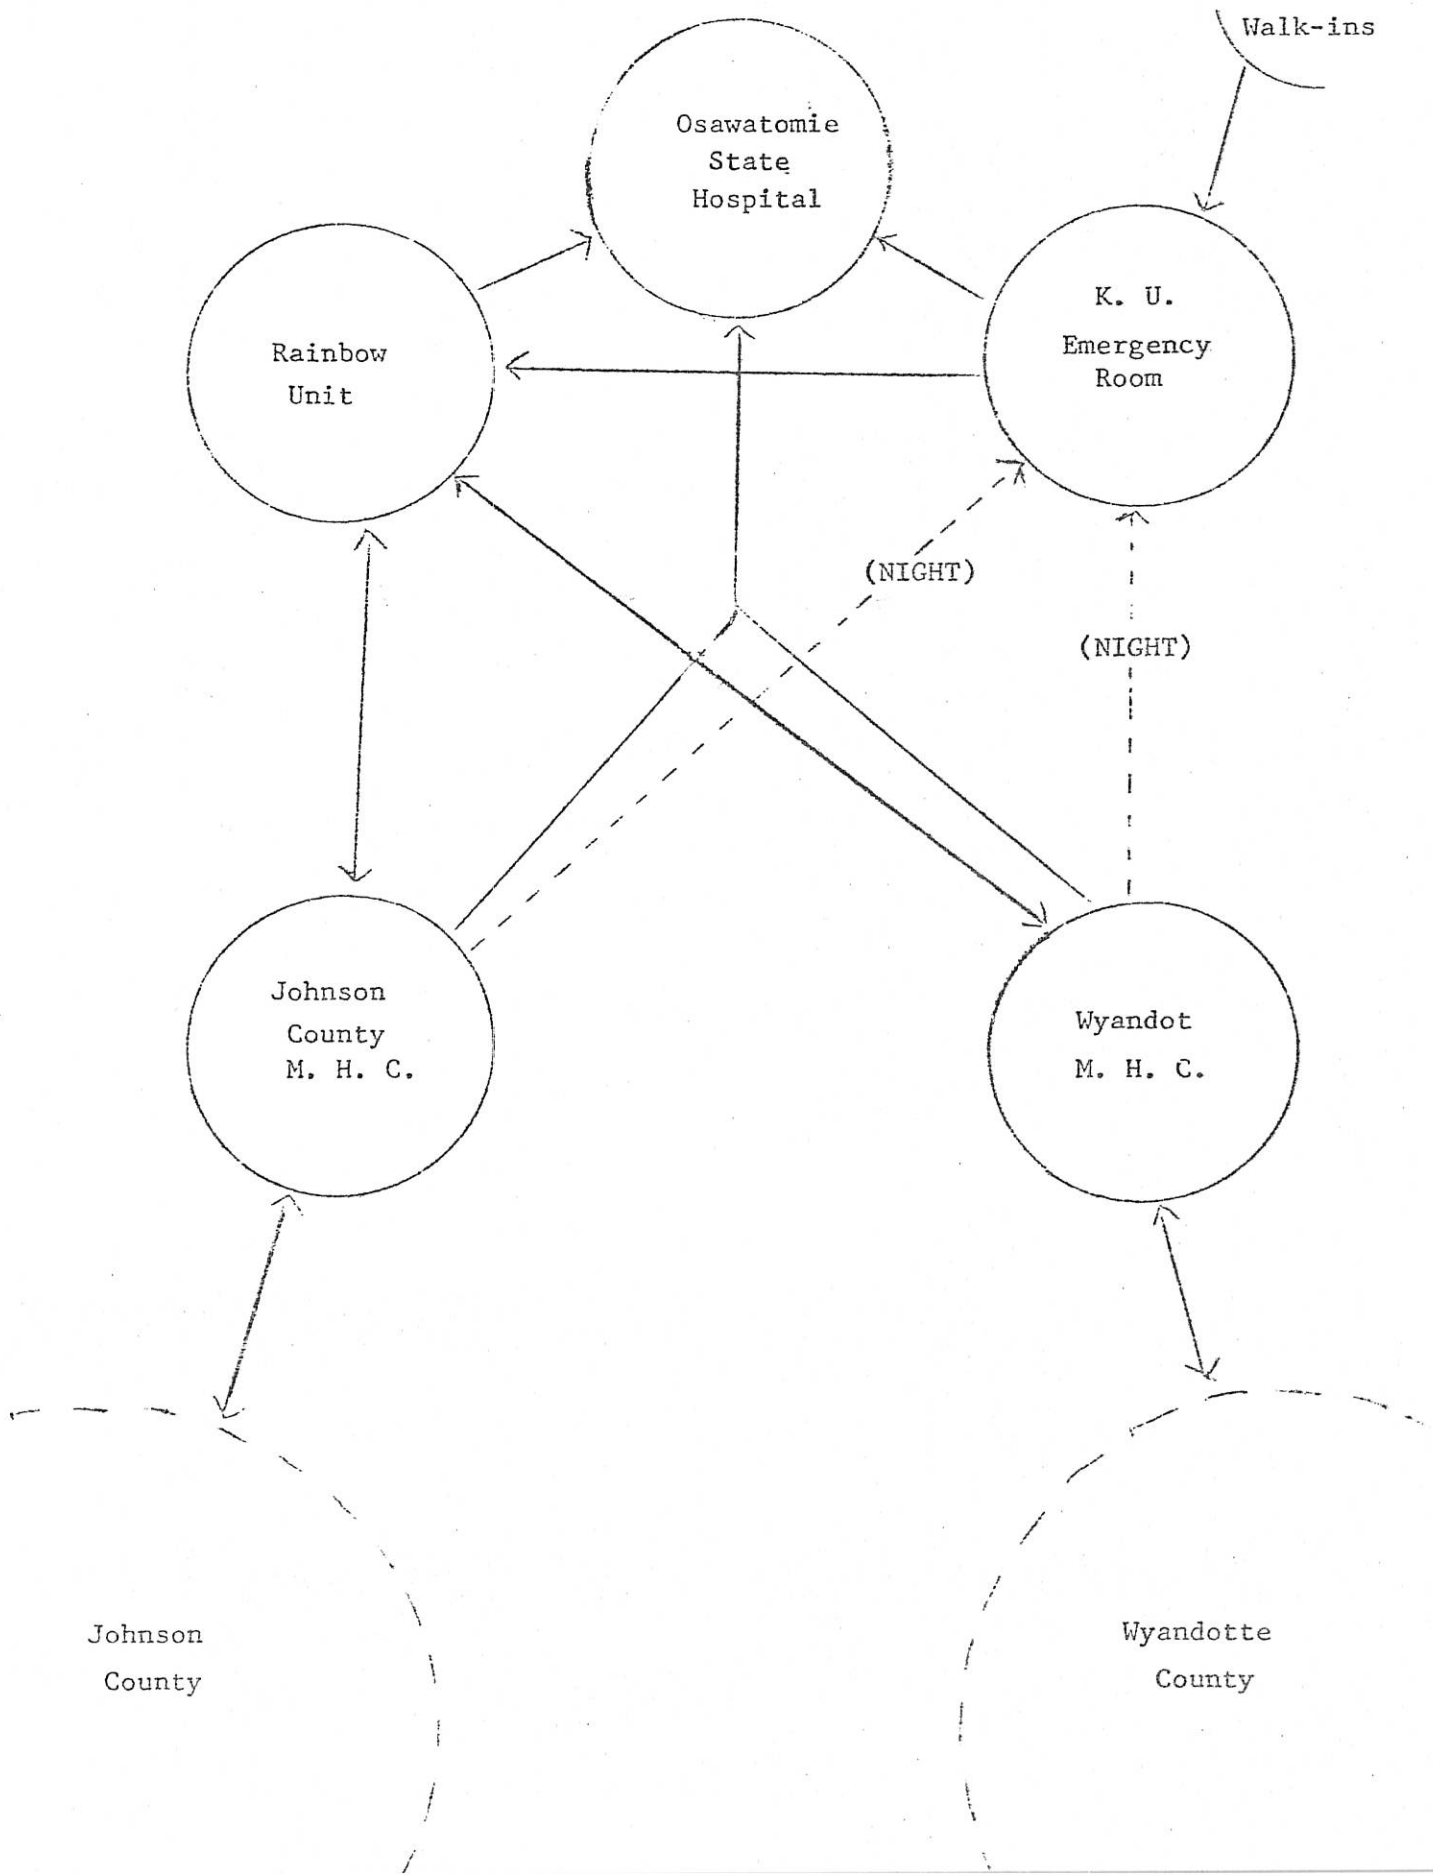 Walk-ins
Osawatomie
State
Hospital
K. U.
Emergency
Room
Rainbow
Unit
(NIGHT)
(NIGHT)
Johnson
County
M. H. C.
Wyandot
M. H. C.
Johnson
County
Wyandotte
County